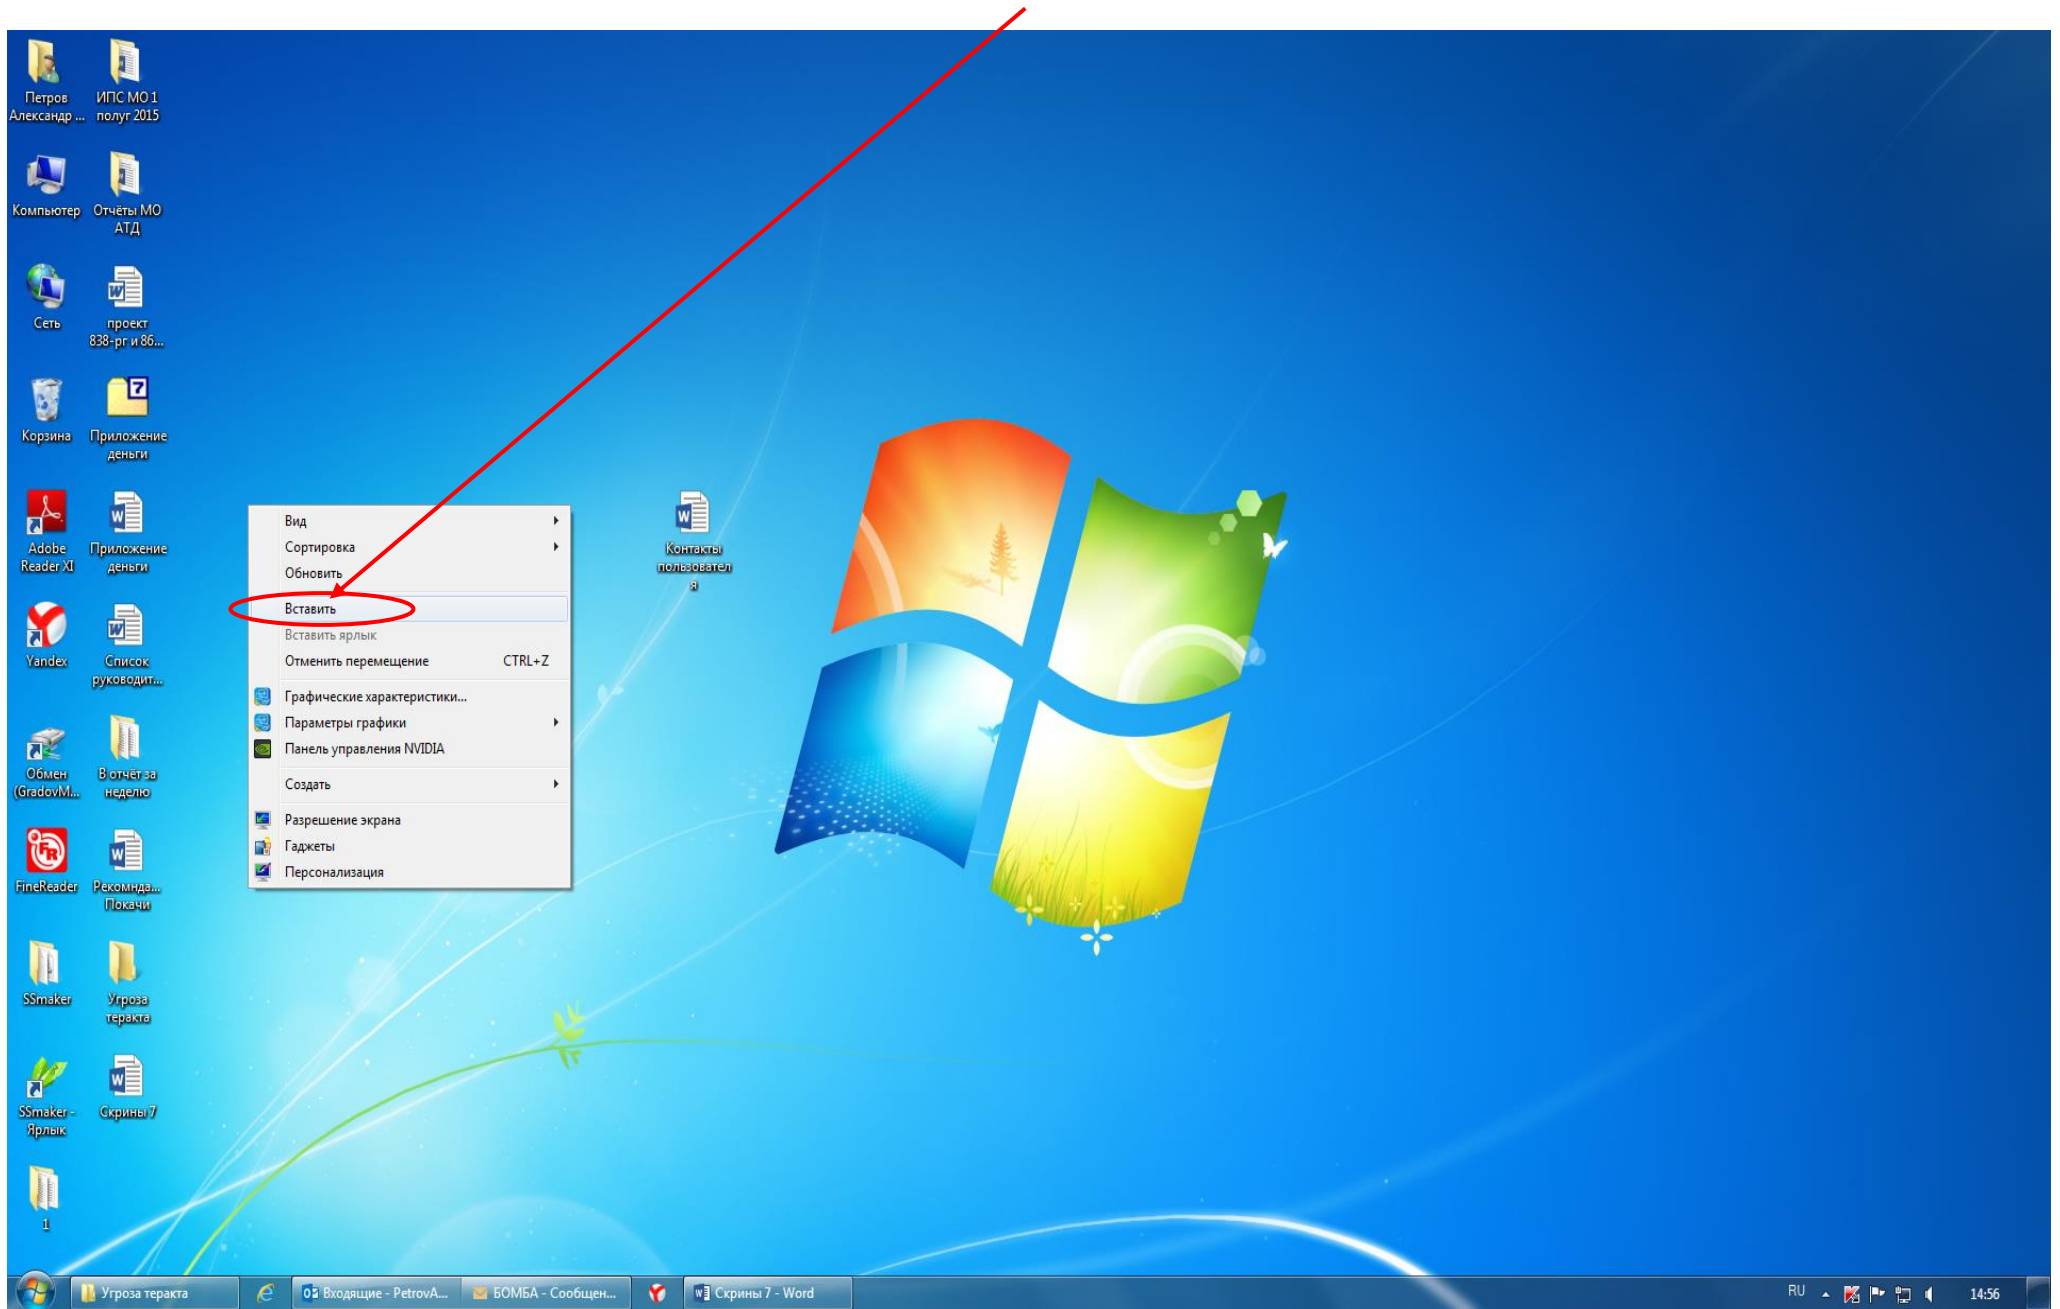 Петров
Александр ...
ИПС МО 1
полуг 2015
Компьютер
Отчёты МО
АТД
Сеть
проект
838-рг и 86...
Корзина
7
Приложение
деньги
Adobe
Reader XI
Приложение
деньги
Yandex
Список
руководит...
Обмен
(GradovM...
В отчёт за
неделю
FineReader
Рекомнда...
Покачи
SSmaker
Угроза
теракта
SSmaker -
Ярлык
Скрины 7
1
Вид
Сортировка
Обновить
Вставить
Вставить ярлык
Отменить перемещение CTRL+Z
Графические характеристики...
Параметры графики
Панель управления NVIDIA
Создать
Разрешение экрана
Гаджеты
Персонализация
Контакты
пользовател
я
Угроза теракта
Входящие - PetrovA...
БОМБА - Сообщен...
Скрины 7 - Word
RU
14:56